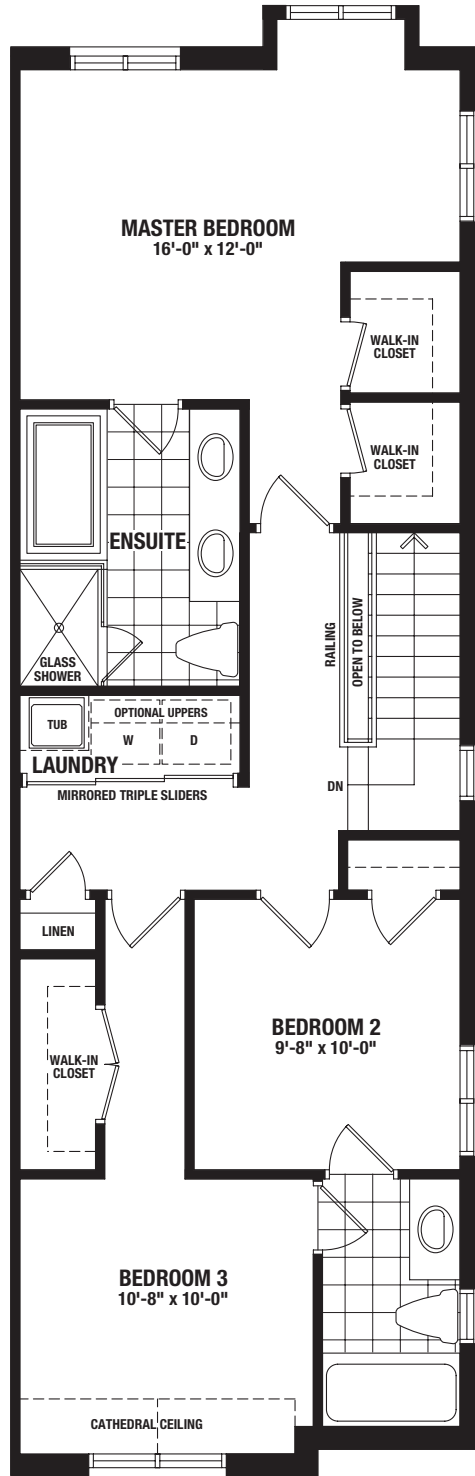 MASTER BEDROOM
16'-0" x 12'-0"
WALK-IN
CLOSET
WALK-IN
CLOSET
ENSUITE
GLASS
SHOWER
RAILING
OPEN TO BELOW
TUB
OPTIONAL UPPERS
W
D
LAUNDRY
MIRRORED TRIPLE SLIDERS
DN
LINEN
WALK-IN
CLOSET
BEDROOM 2
9'-8" x 10'-0"
BEDROOM 3
10'-8" x 10'-0"
CATHEDRAL CEILING